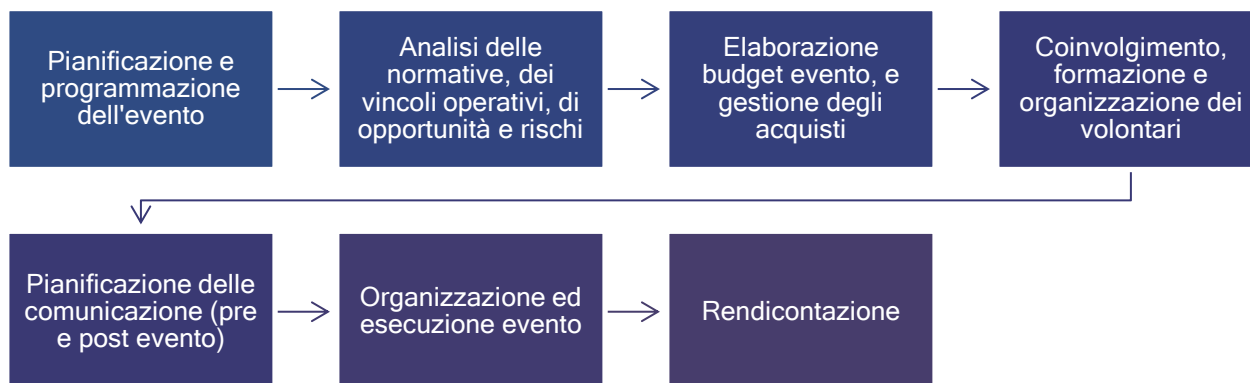 Pianificazione e
programmazione
dell'evento
Analisi delle
normative, dei
vincoli operativi, di
opportunità e rischi
Elaborazione
budget evento, e
gestione degli
acquisti
Coinvolgimento,
formazione e
organizzazione dei
volontari
Pianificazione delle
comunicazione (pre
e post evento)
Organizzazione ed
esecuzione evento
Rendicontazione